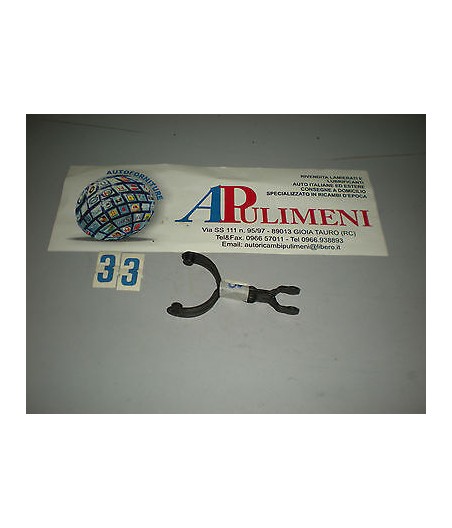 AUTOFORNITURE
RIVENDITA LAMIERATI E
LUBRIFICANTI
AUTO ITALIANE ED ESTERE
CONSEGNE A DOMICILIO
SPECIALIZZATO IN RICAMBI D'EPOCA
APULIMENI
Via SS 111 n. 95/97 - 89013 GIOIA TAURO (RC)
Tel&Fax. 0966 57011 - Tel 0966.938893
Email: autoricambipulimeni@libero.it
33